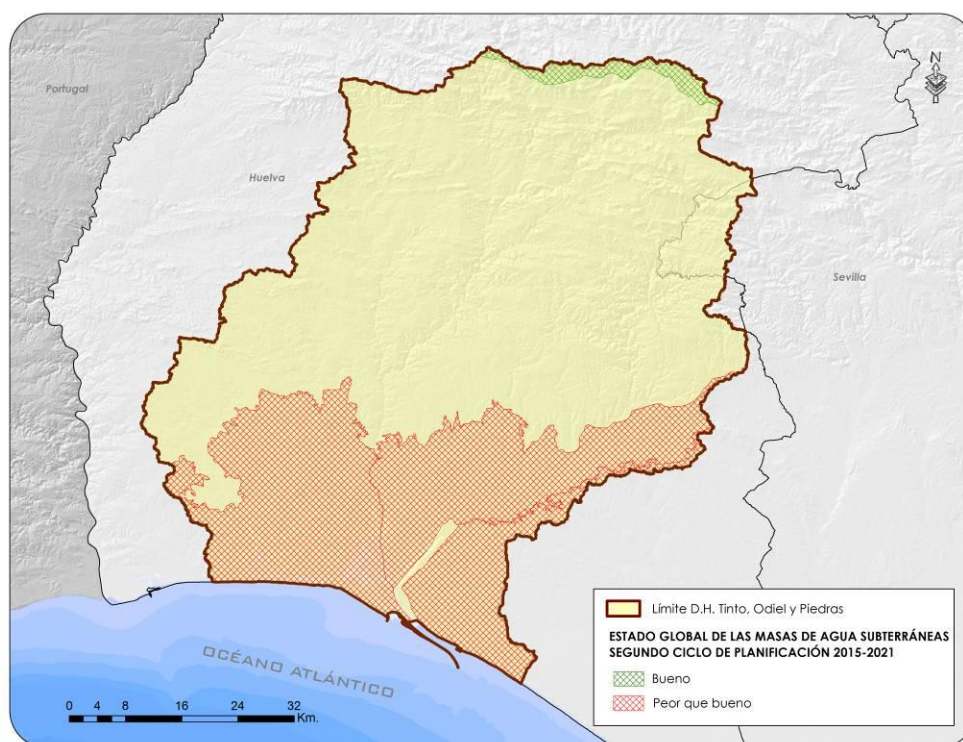 N
Portugal
Huelva
Sevilla
OCÉANO ATLÁNTICO
0 2 4 8 16 24 32
Km.
Límite D.H. Tinto, Odiel y Piedras
ESTADO GLOBAL DE LAS MASAS DE AGUA SUBTERRÁNEAS
SEGUNDO CICLO DE PLANIFICACIÓN 2015-2021
Bueno
Peor que bueno